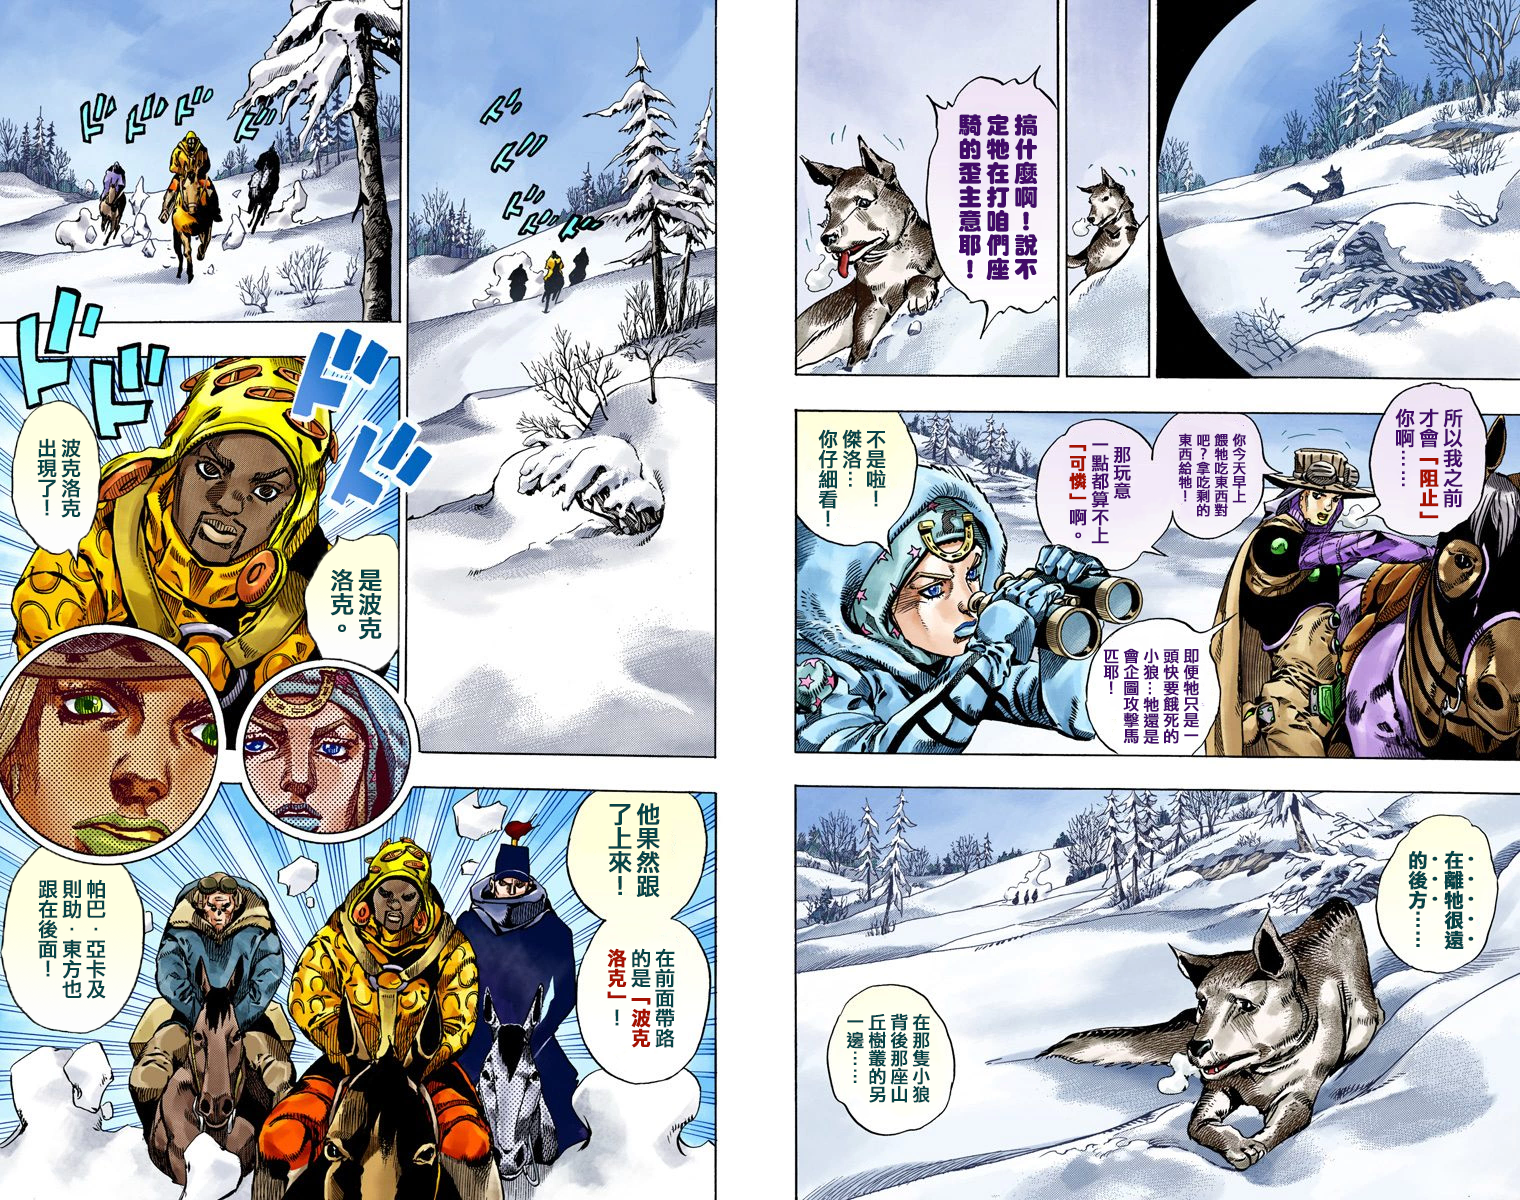 搞什麼啊！說不
定牠在打咱們座
騎的歪主意耶！
所以我之前
才會「阻止」
你啊……
你今天早上
餵牠吃東西對
吧？拿吃剩的
東西給牠！
那玩意
一點都算不上
「可憐」啊。
即便牠只是一
頭快要餓死的
小狼…牠還是
會企圖攻擊馬
匹耶！
不是啦！
傑洛…
你仔細看！
在離牠很遠
的後方……
在那隻小狼
背後那座山
丘樹叢的另
一邊……
ドドド
ドドド
ドドドド
ドドド
ドド
是波克
洛克。
波克洛克
出現了！
他果然跟
了上來！
在前面帶路
的是「波克
洛克」！
帕巴．亞卡及
則助．東方也
跟在後面！